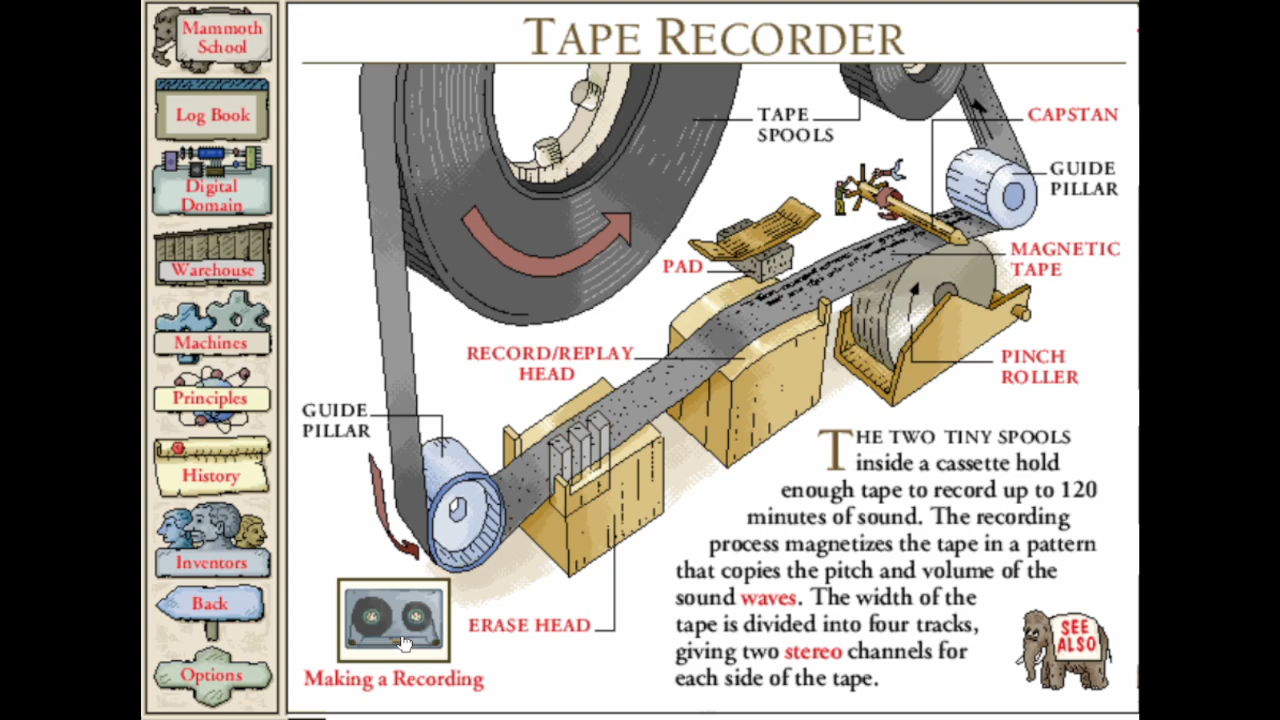 Mammoth
School
Log Book
Digital
Domain
Warehouse
Machines
Principles
History
Inventors
Back
Options
TAPE RECORDER
TAPE
SPOOLS
CAPSTAN
GUIDE
PILLAR
PAD
MAGNETIC
TAPE
RECORD/REPLAY
HEAD
PINCH
ROLLER
GUIDE
PILLAR
ERASE HEAD
Making a Recording
THE TWO TINY SPOOLS
inside a cassette hold
enough tape to record up to 120
minutes of sound. The recording
process magnetizes the tape in a pattern
that copies the pitch and volume of the
sound waves. The width of the
tape is divided into four tracks,
giving two stereo channels for
each side of the tape.
SEE
ALSO